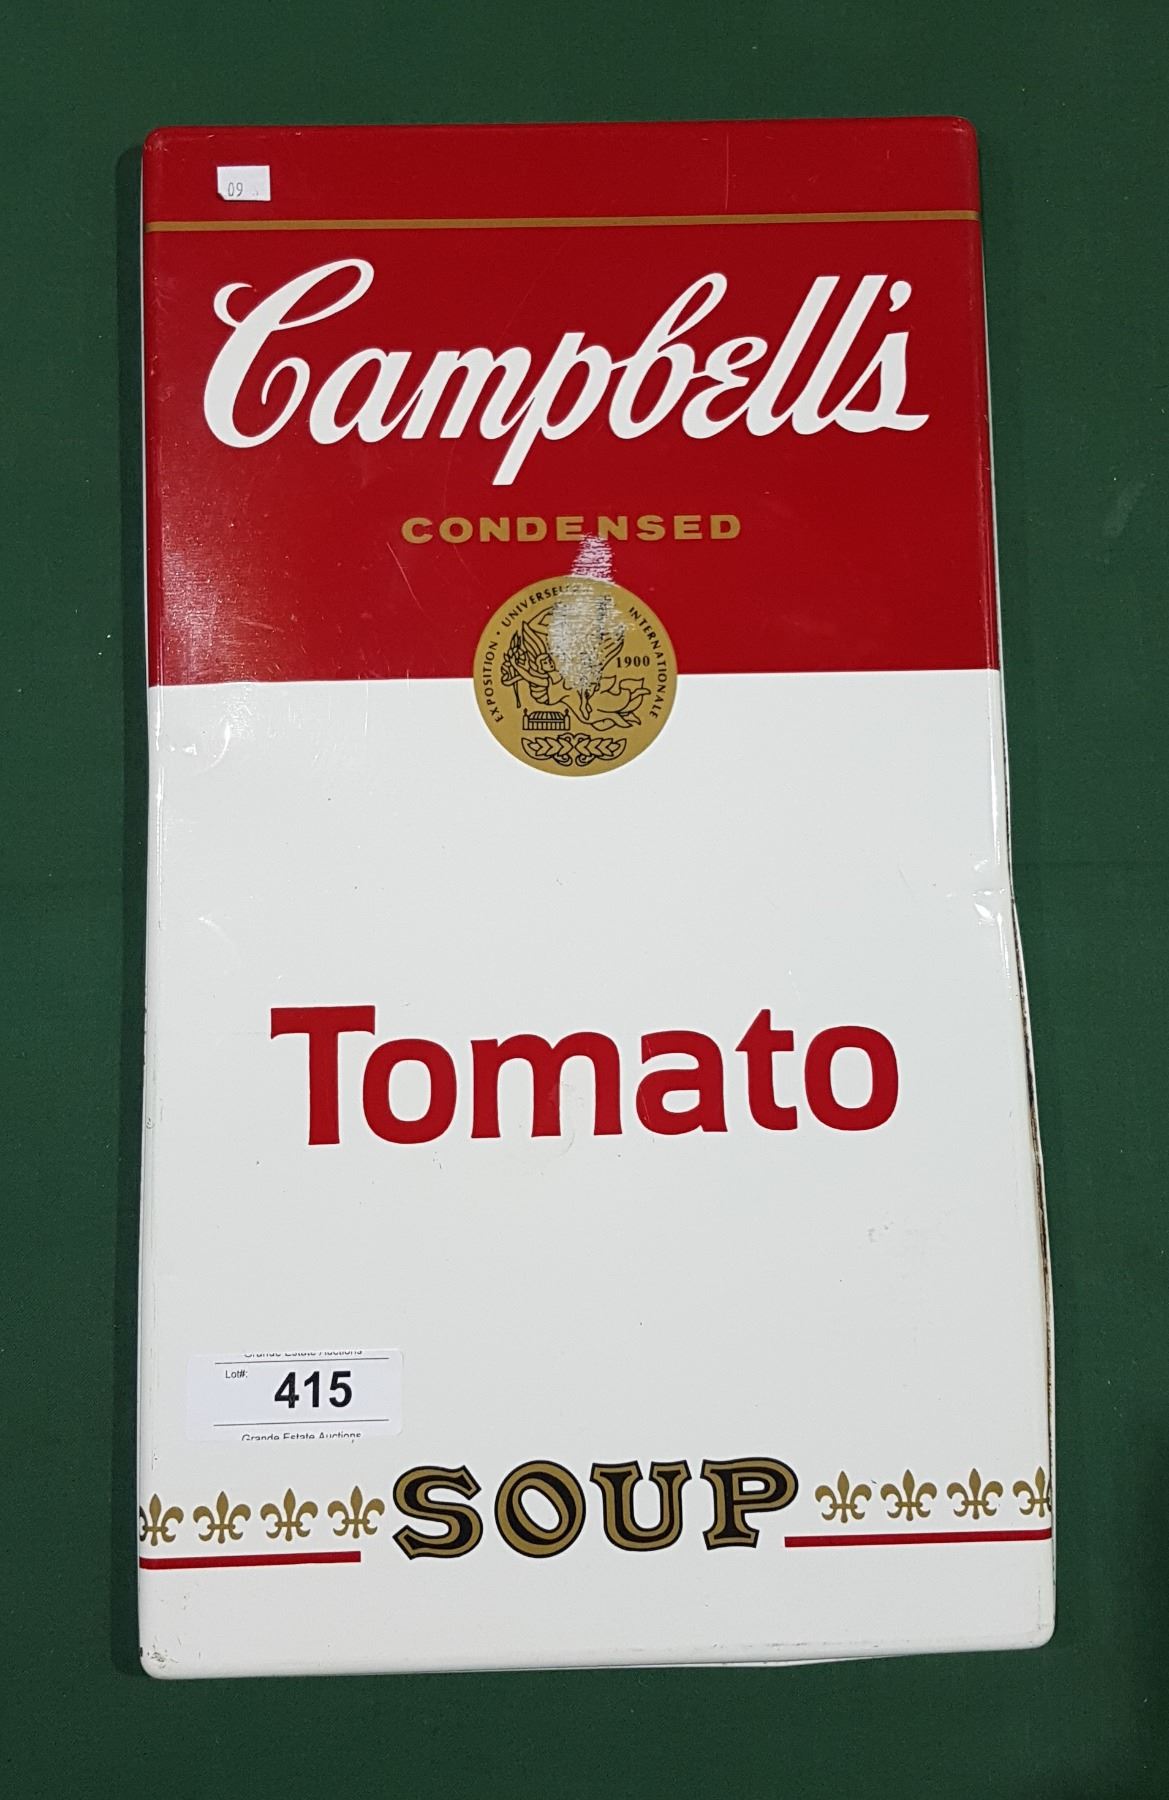 09
Campbell's
CONDENSED
EXPOSITION • UNIVERSELLE INTERNATIONALE
1900
Tomato
Grande Estate Auctions
Lot#: 415
Grande Estate Auctions
SOUP